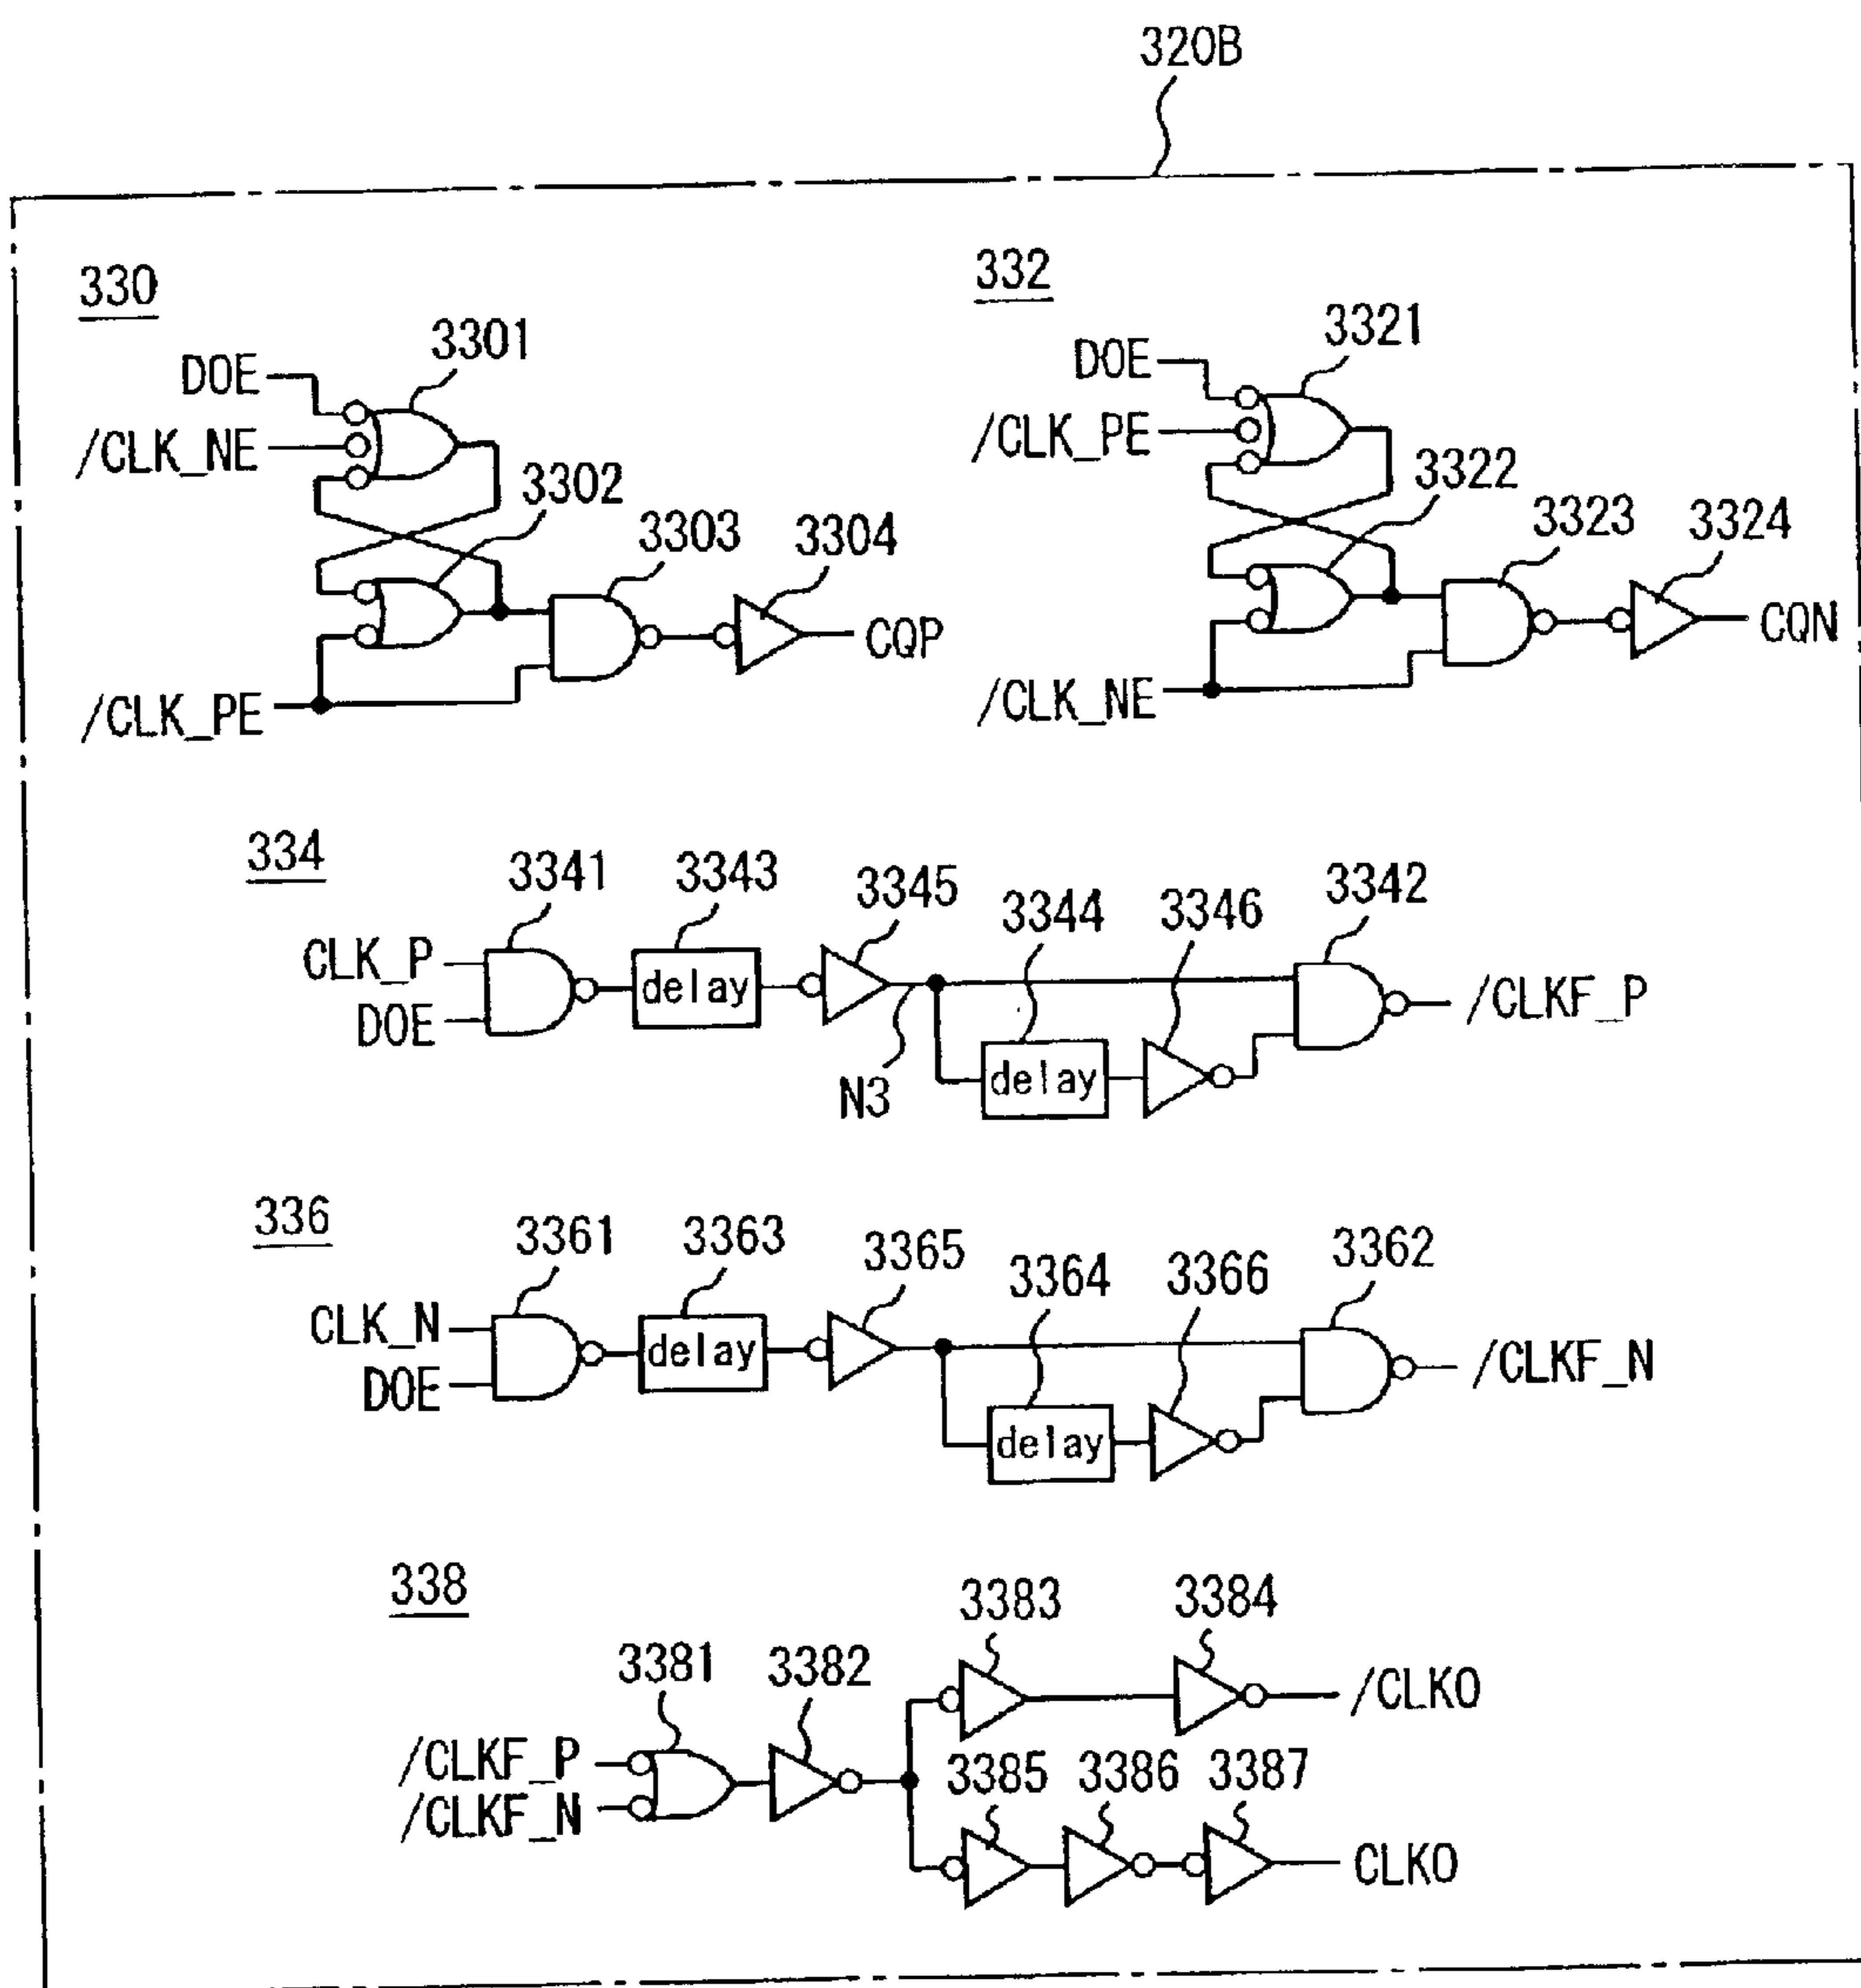 320B
330
332
3301
3321
DOE
DOE
/CLK_NE
/CLK_PE
3302
3322
3303
3304
3323
3324
CQP
CQN
/CLK_PE
/CLK_NE
334
3341
3343
3345
3344
3346
3342
CLK_P
DOE
delay
delay
N3
/CLKF_P
336
3361
3363
3365
3364
3366
3362
CLK_N
DOE
delay
delay
/CLKF_N
338
3381
3382
3383
3384
/CLKF_P
/CLKF_N
/CLKO
3385
3386
3387
CLKO